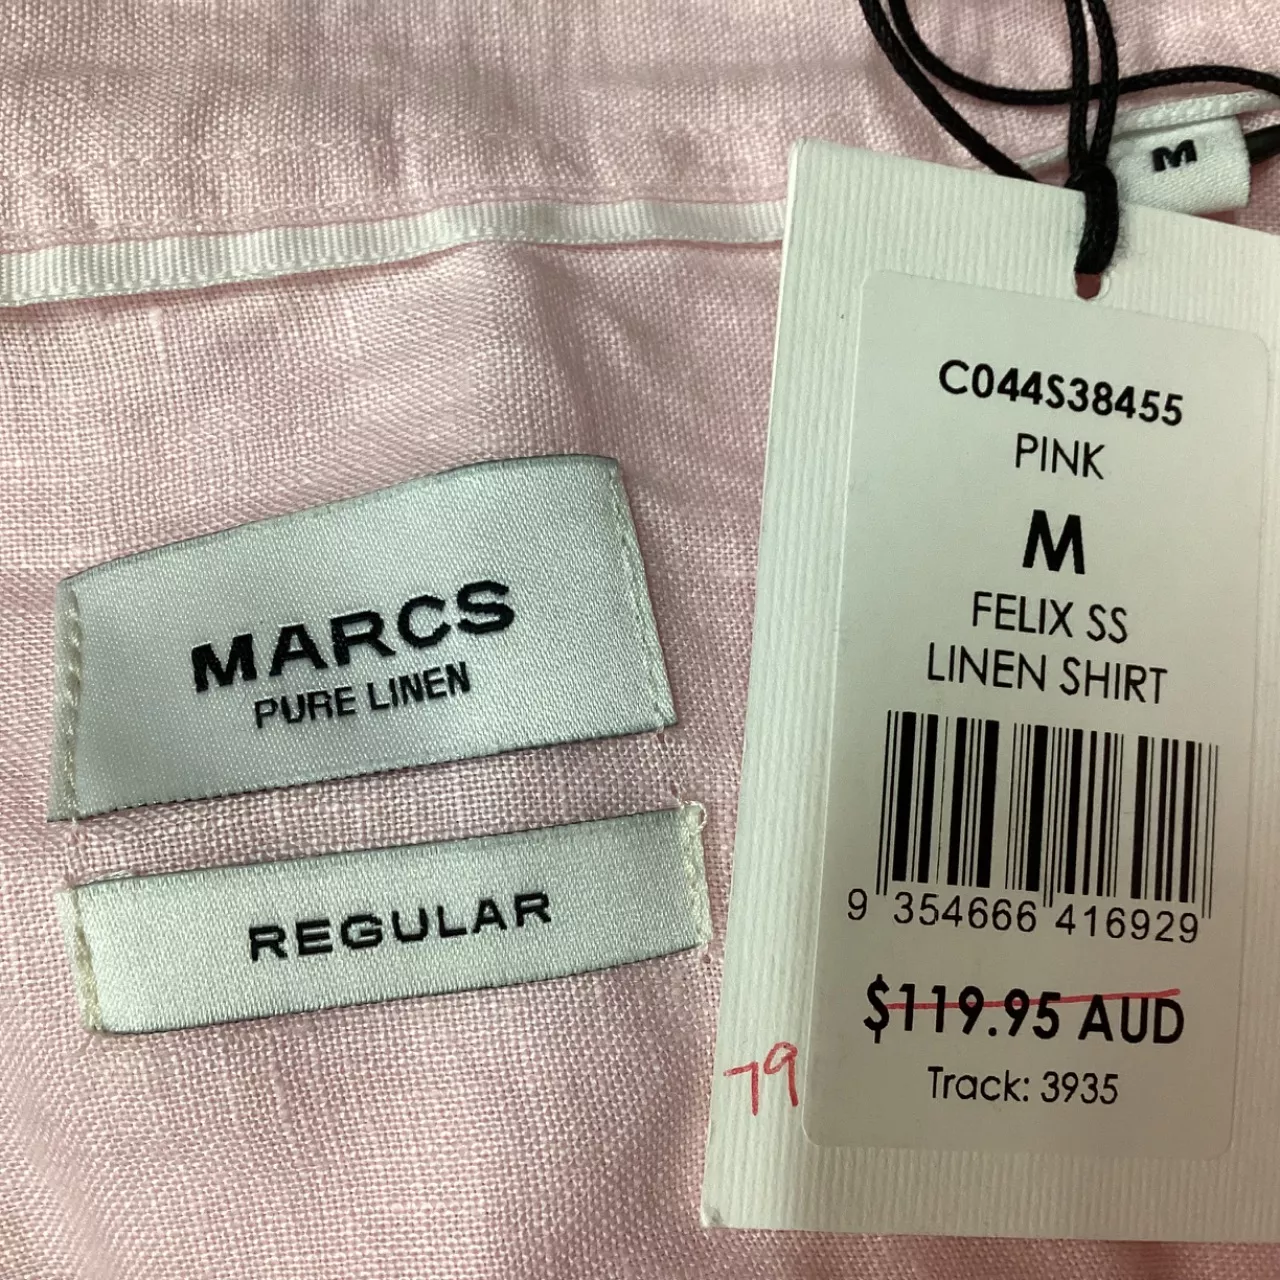 M
MARCS
PURE LINEN
REGULAR
C044S38455
PINK
M
FELIX SS
LINEN SHIRT
9 354666 416929
$119.95 AUD
79
Track: 3935